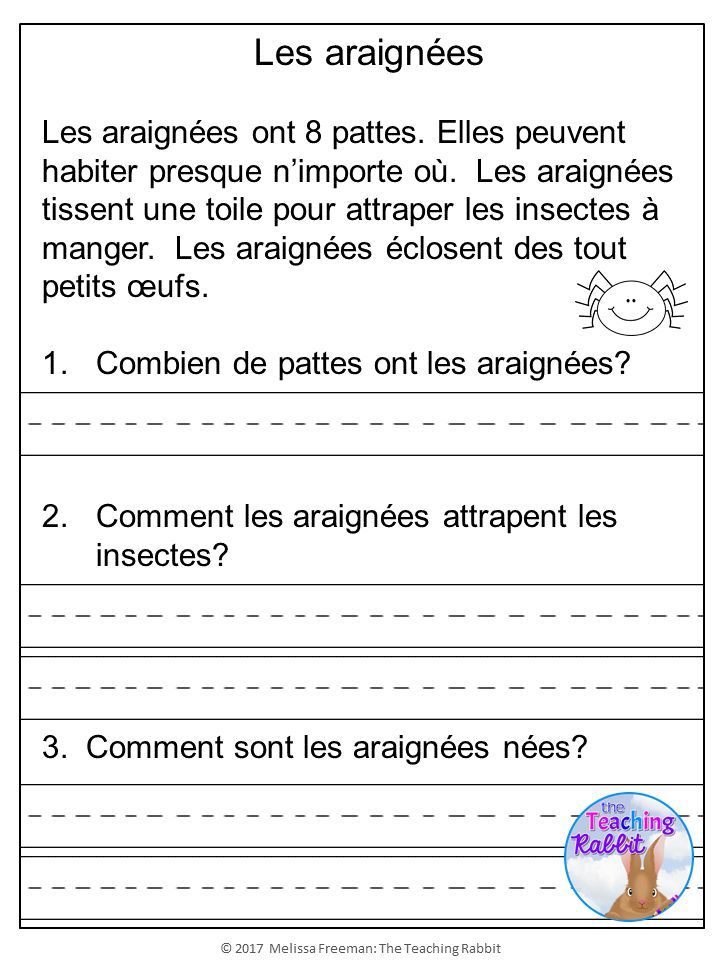 Les araignées
Les araignées ont 8 pattes. Elles peuvent
habiter presque n’importe où.  Les araignées
tissent une toile pour attraper les insectes à
manger.  Les araignées éclosent des tout
petits œufs.
1. Combien de pattes ont les araignées?
2. Comment les araignées attrapent les
insectes?
3. Comment sont les araignées nées?
the
Teaching
Rabbit
© 2017 Melissa Freeman: The Teaching Rabbit